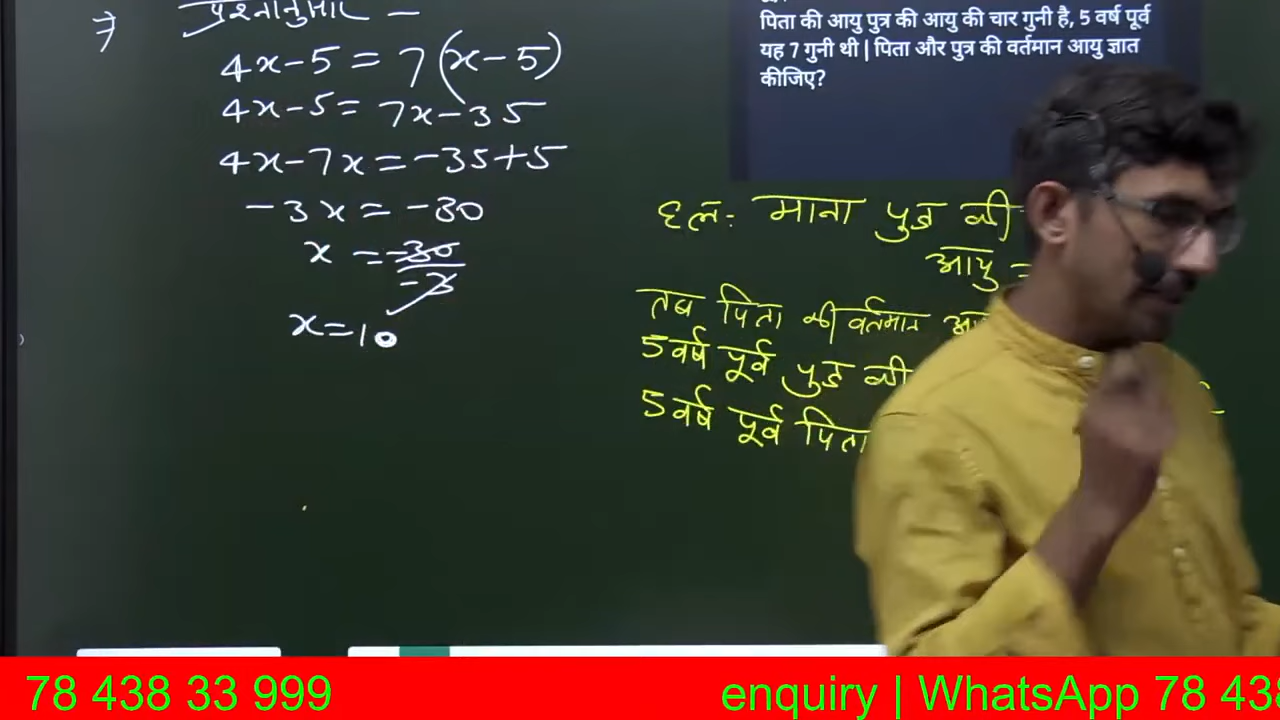 ⇒ प्रश्नानुसार –
4x-5 = 7(x-5)
4x-5 = 7x-35
4x-7x = -35+5
-3x = -30
x = -30/-3
x=10
पिता की आयु पुत्र की आयु की चार गुनी है, 5 वर्ष पूर्व
यह 7 गुनी थी | पिता और पुत्र की वर्तमान आयु ज्ञात
कीजिए?
हल: माना पुत्र की
आयु =
तब पिता की वर्तमान
5 वर्ष पूर्व पुत्र की
5 वर्ष पूर्व पिता
78 438 33 999
enquiry | WhatsApp 78 438